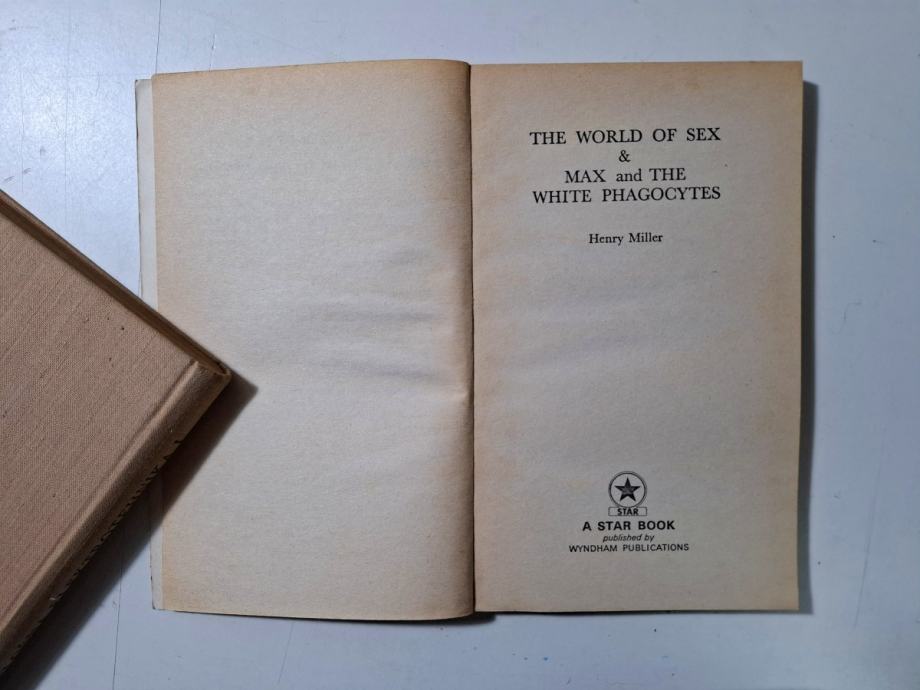 THE WORLD OF SEX
&
MAX and THE
WHITE PHAGOCYTES
Henry Miller
STAR
A STAR BOOK
published by
WYNDHAM PUBLICATIONS